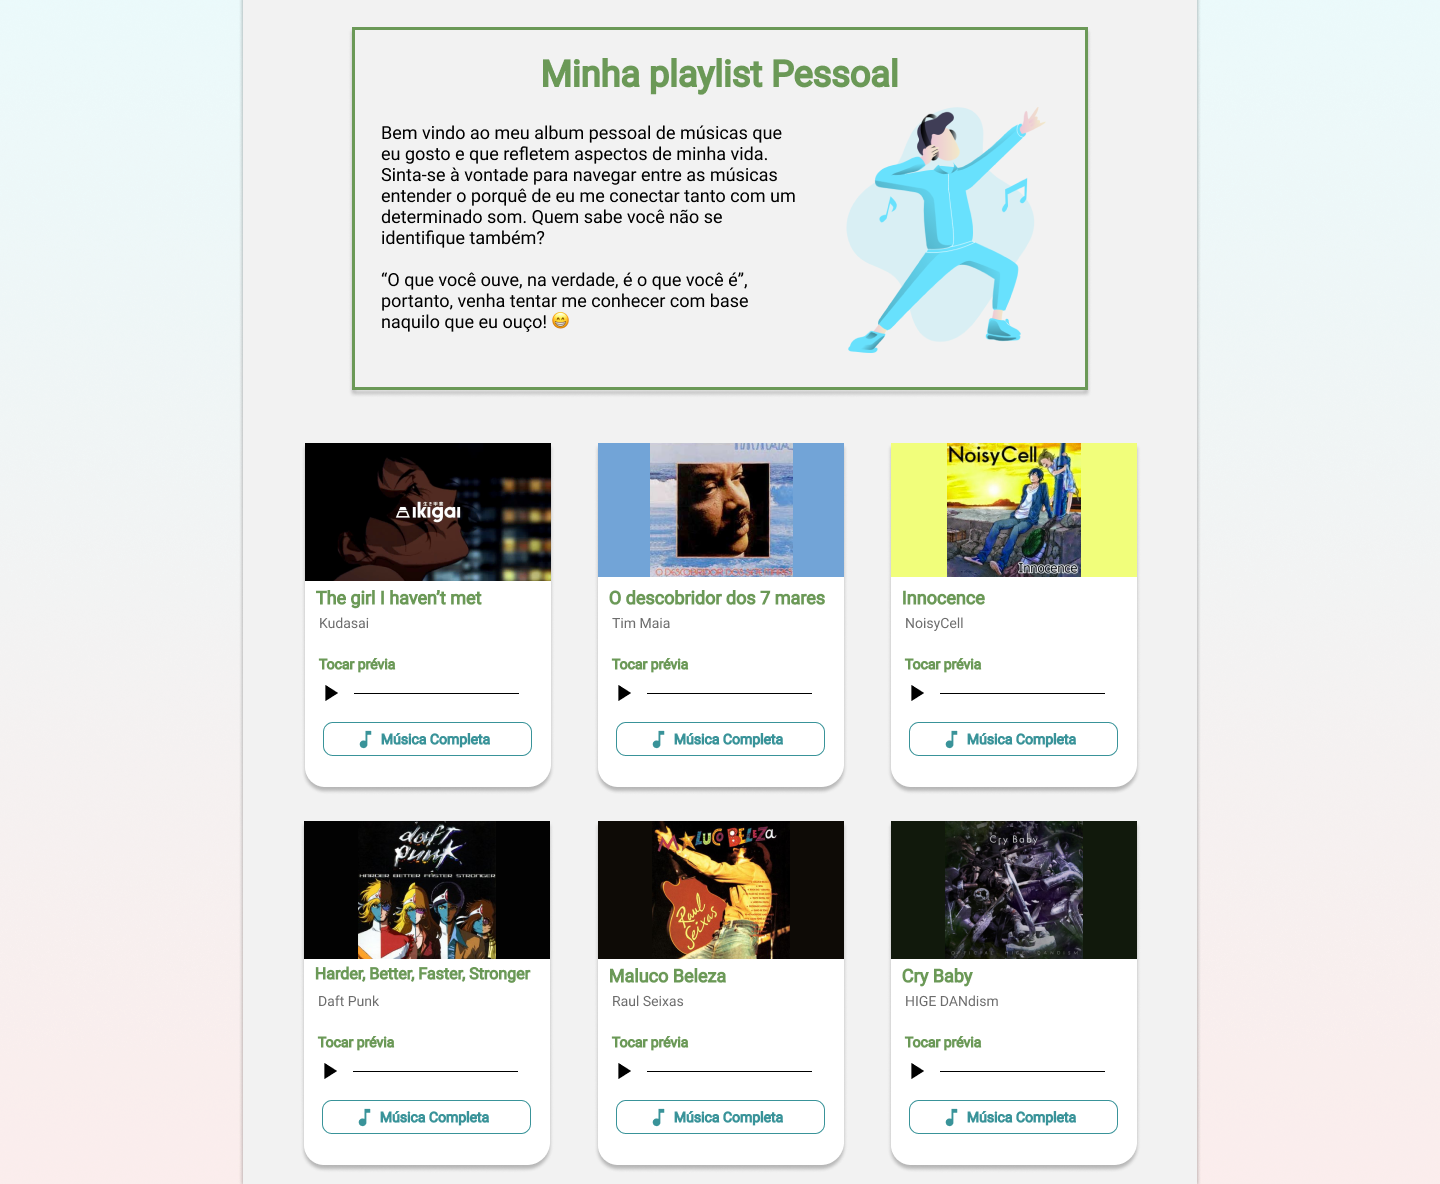 Minha playlist Pessoal
Bem vindo ao meu album pessoal de músicas que
eu gosto e que refletem aspectos de minha vida.
Sinta-se à vontade para navegar entre as músicas
entender o porquê de eu me conectar tanto com um
determinado som. Quem sabe você não se
identifique também?
“O que você ouve, na verdade, é o que você é”,
portanto, venha tentar me conhecer com base
naquilo que eu ouço! 😁
ikigai
The girl I haven’t met
Kudasai
Tocar prévia
Música Completa
O descobridor dos 7 mares
Tim Maia
Tocar prévia
Música Completa
NoisyCell
Innocence
Innocence
NoisyCell
Tocar prévia
Música Completa
daft
punk
HARDER BETTER FASTER STRONGER
Harder, Better, Faster, Stronger
Daft Punk
Tocar prévia
Música Completa
MALUCO BELEZA
Raul
Seixas
Maluco Beleza
Raul Seixas
Tocar prévia
Música Completa
Cry Baby
OFFICIAL HIGE DANDISM
Cry Baby
HIGE DANdism
Tocar prévia
Música Completa